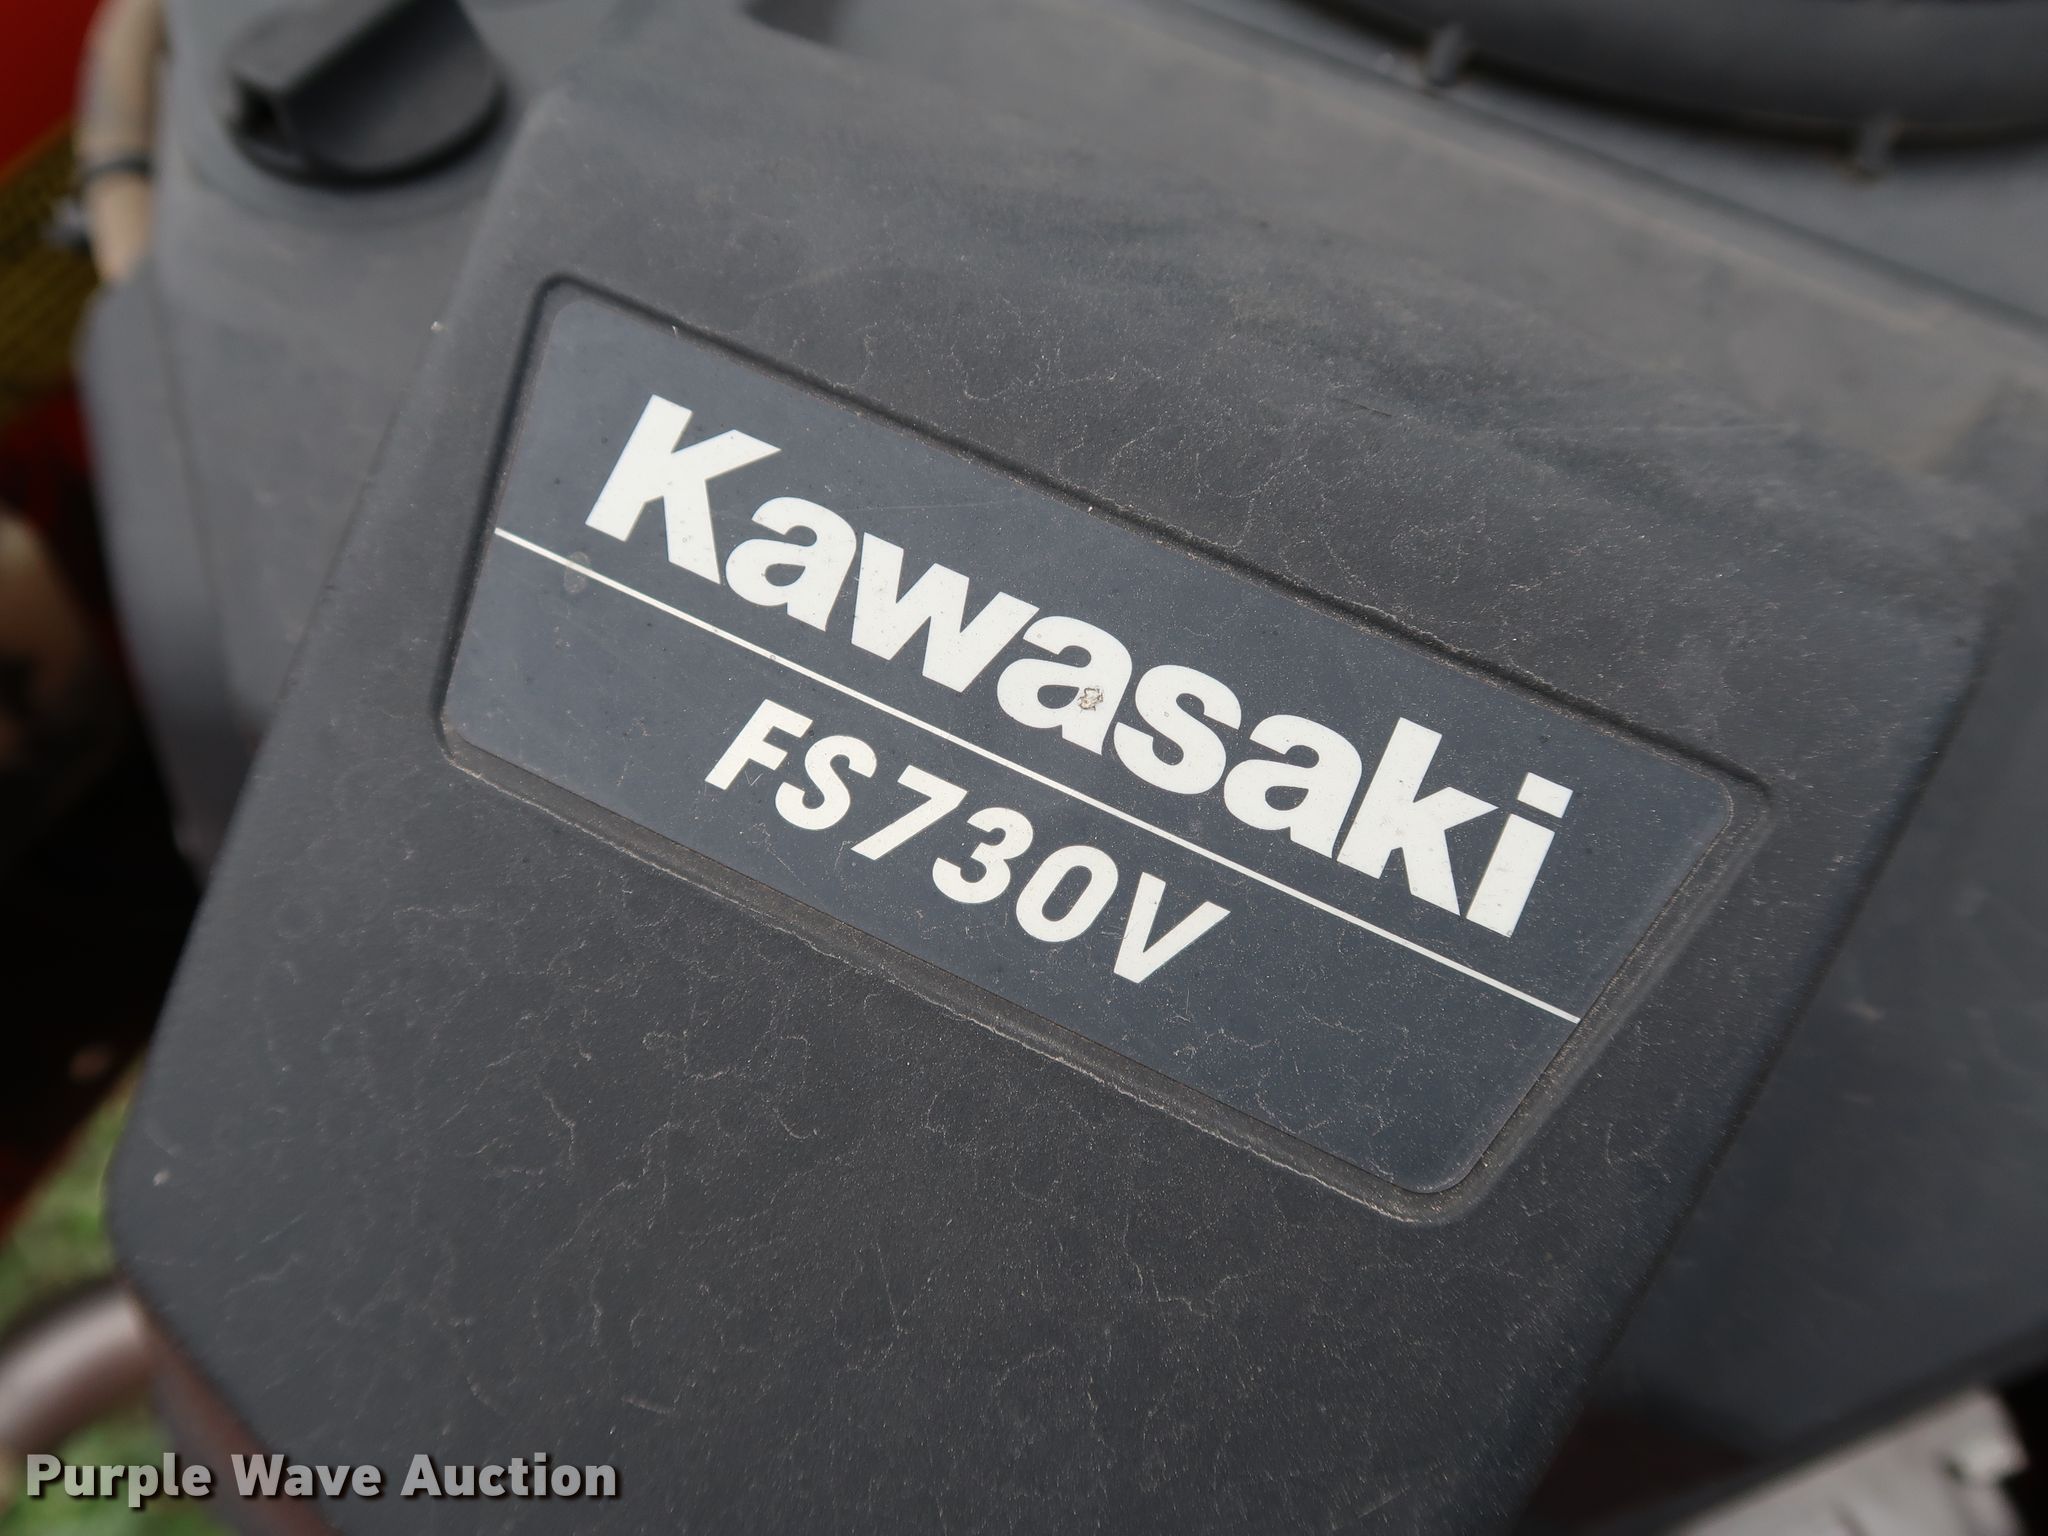 Kawasaki
FS730V
Purple Wave Auction